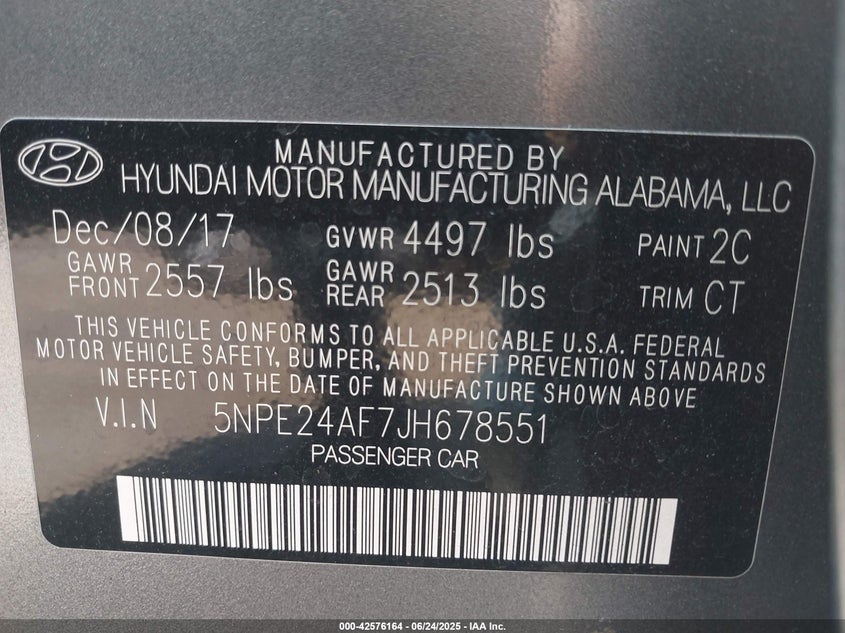 MANUFACTURED BY
HYUNDAI MOTOR MANUFACTURING ALABAMA, LLC
Dec/08/17 GVWR 4497 lbs PAINT 2C
GAWR FRONT 2557 lbs GAWR REAR 2513 lbs TRIM CT
THIS VEHICLE CONFORMS TO ALL APPLICABLE U.S.A. FEDERAL
MOTOR VEHICLE SAFETY, BUMPER, AND THEFT PREVENTION STANDARDS
IN EFFECT ON THE DATE OF MANUFACTURE SHOWN ABOVE
V.I.N 5NPE24AF7JH678551
PASSENGER CAR
000-42576164 - 06/24/2025 - IAA Inc.